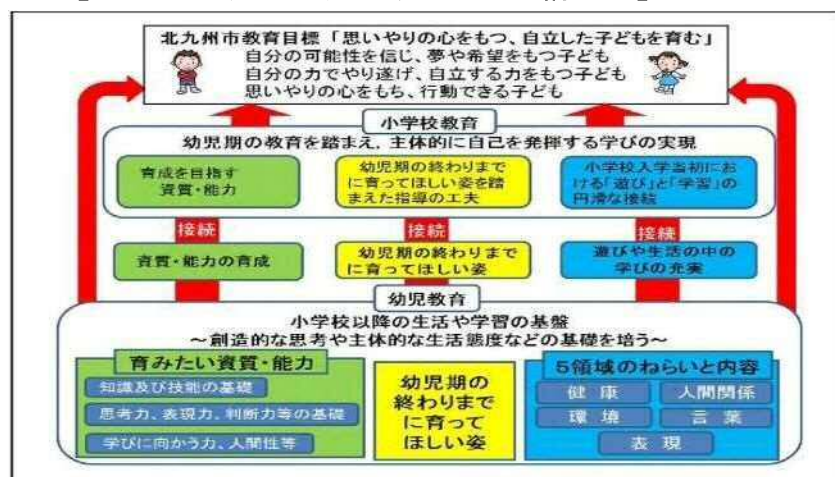 北九州市教育目標「思いやりの心をもつ、自立した子どもを育む」
自分の可能性を信じ、夢や希望をもつ子ども
自分の力でやり遂げ、自立する力をもつ子ども
思いやりの心をもち、行動できる子ども
小学校教育
幼児期の教育を踏まえ、主体的に自己を発揮する学びの実現
育成を目指す
資質・能力
幼児期の終わりまで
に育ってほしい姿を踏
まえた指導の工夫
小学校入学当初にお
ける「遊び」と「学習」の
円滑な接続
接続
接続
接続
資質・能力の育成
幼児期の終わりまで
に育ってほしい姿
遊びや生活の中の
学びの充実
幼児教育
小学校以降の生活や学習の基盤
～創造的な思考や主体的な生活態度などの基礎を培う～
育みたい資質・能力
知識及び技能の基礎
思考力、表現力、判断力等の基礎
学びに向かう力、人間性等
幼児期の
終わりまで
に育って
ほしい姿
5領域のねらいと内容
健 康
人間関係
環 境
言 葉
表 現